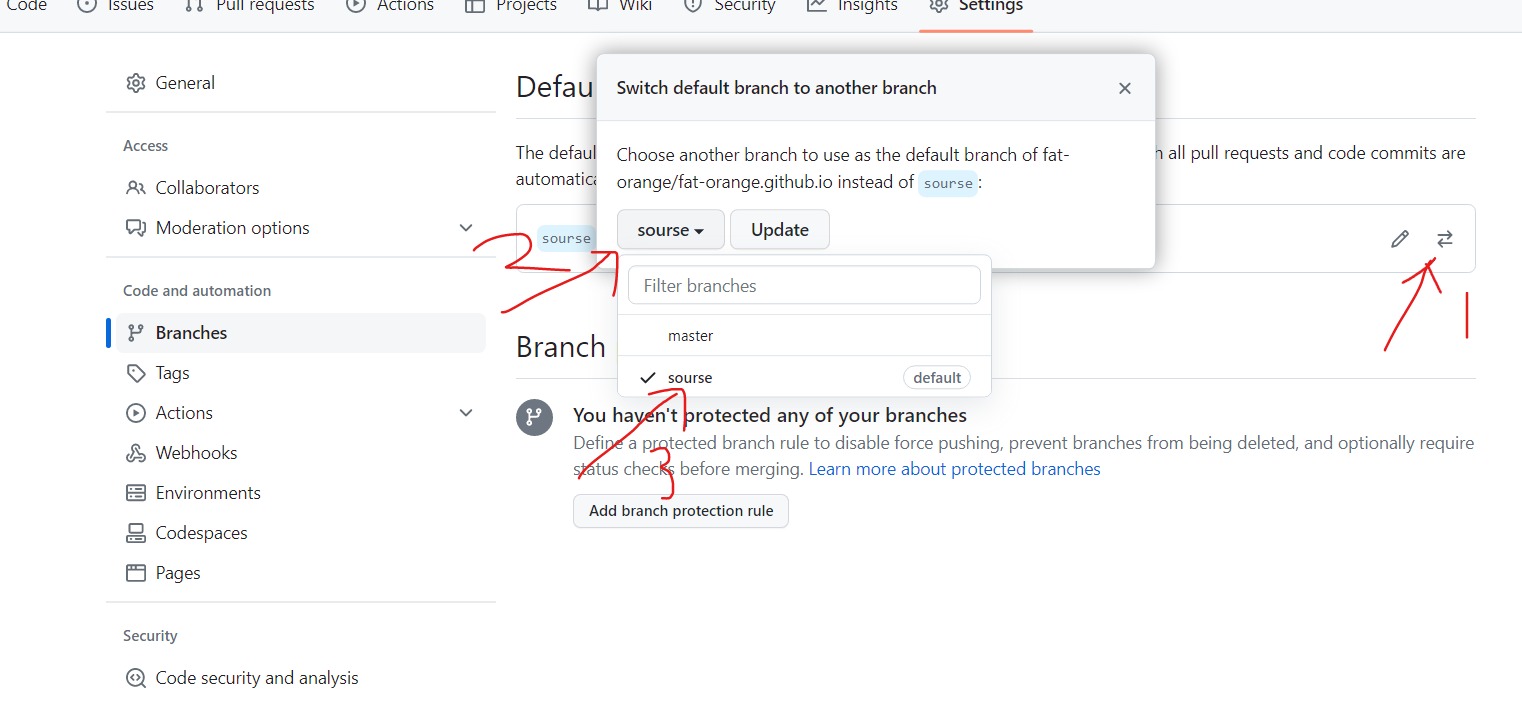 Code Issues Pull requests Actions Projects Wiki Security Insights Settings
General
Access
Collaborators
Moderation options
Code and automation
Branches
Tags
Actions
Webhooks
Environments
Codespaces
Pages
Security
Code security and analysis
Defau
The defaul
h all pull requests and code commits are
automatica
sourse
Switch default branch to another branch
Choose another branch to use as the default branch of fat-
orange/fat-orange.github.io instead of sourse:
sourse Update
Filter branches
master
sourse default
Branch
You haven't protected any of your branches
Define a protected branch rule to disable force pushing, prevent branches from being deleted, and optionally require
status checks before merging. Learn more about protected branches
Add branch protection rule
1
2
3